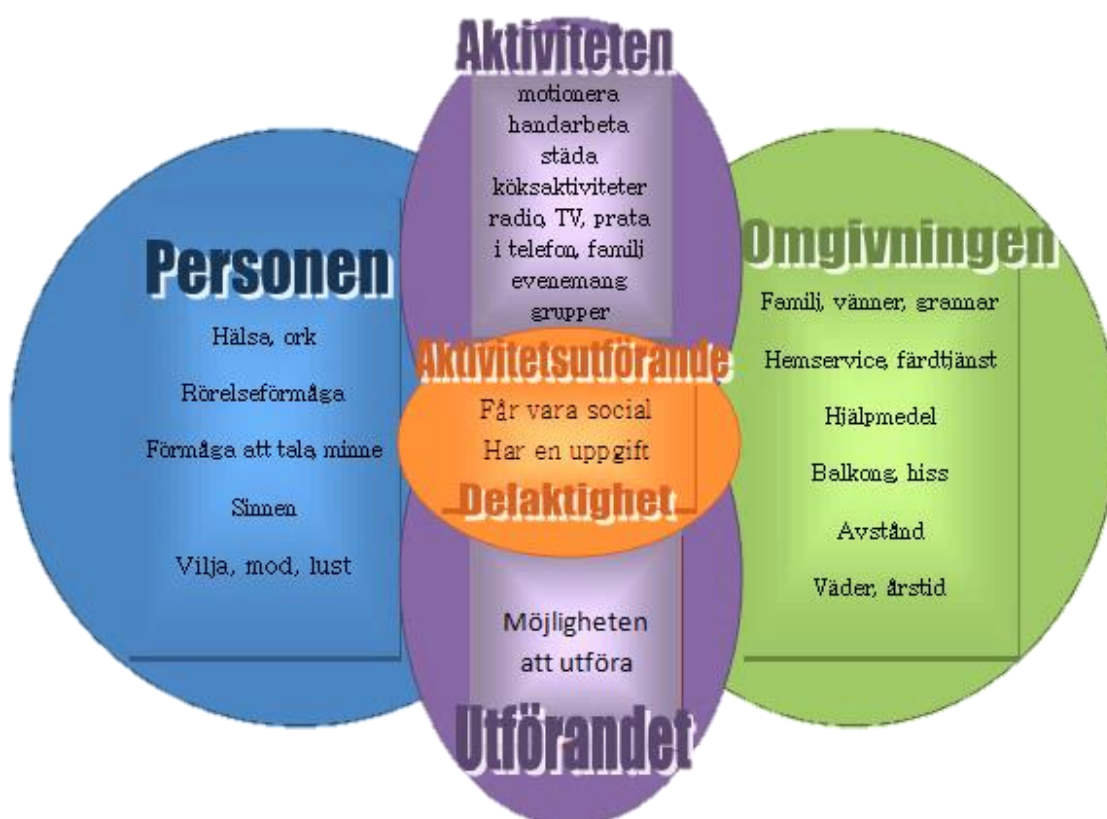 Aktiviteten
motionera
handarbeta
städa
köksaktiviteter
radio, TV, prata
i telefon, familj
evenemang
grupper
Personen
Hälsa, ork
Rörelseförmåga
Förmåga att tala, minne
Sinnen
Vilja, mod, lust
Aktivitetsutförande
Får vara social
Har en uppgift
Delaktighet
Omgivningen
Familj, vänner, grannar
Hemservice, färdtjänst
Hjälpmedel
Balkong, hiss
Avstånd
Väder, årstid
Möjligheten
att utföra
Utförandet